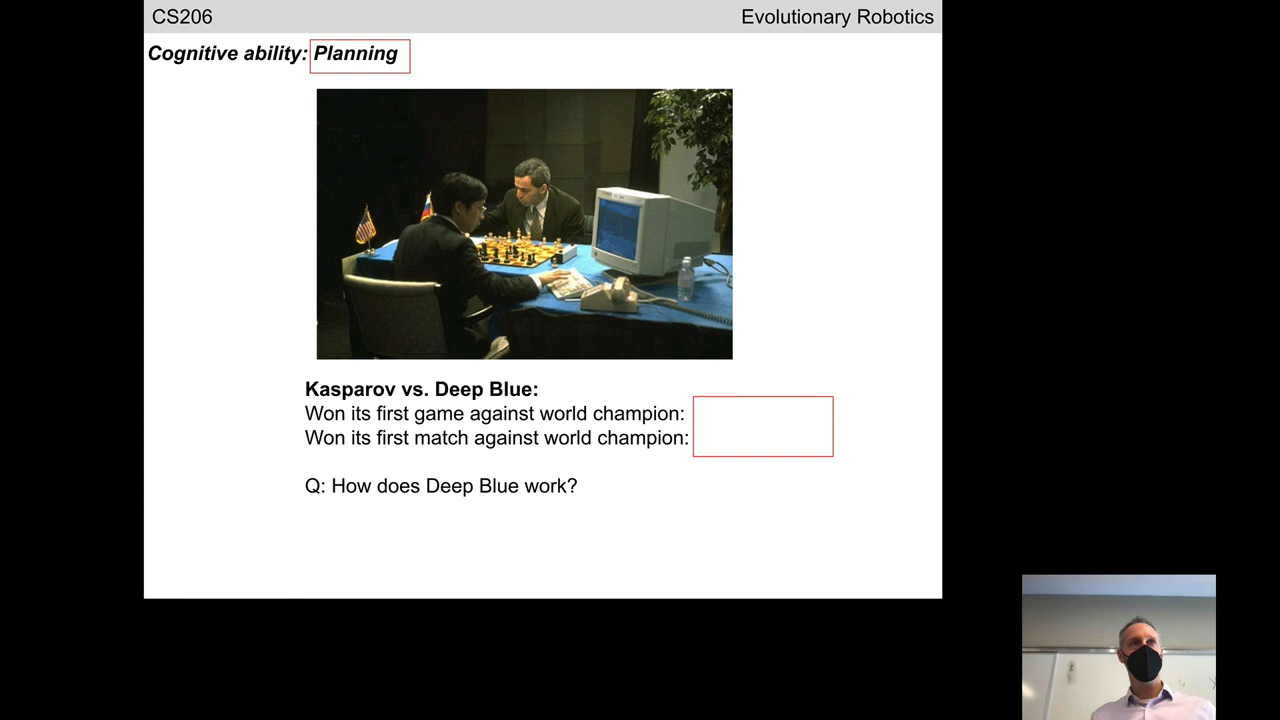 CS206
Evolutionary Robotics
Cognitive ability: Planning
Kasparov vs. Deep Blue:
Won its first game against world champion:
Won its first match against world champion:
Q: How does Deep Blue work?